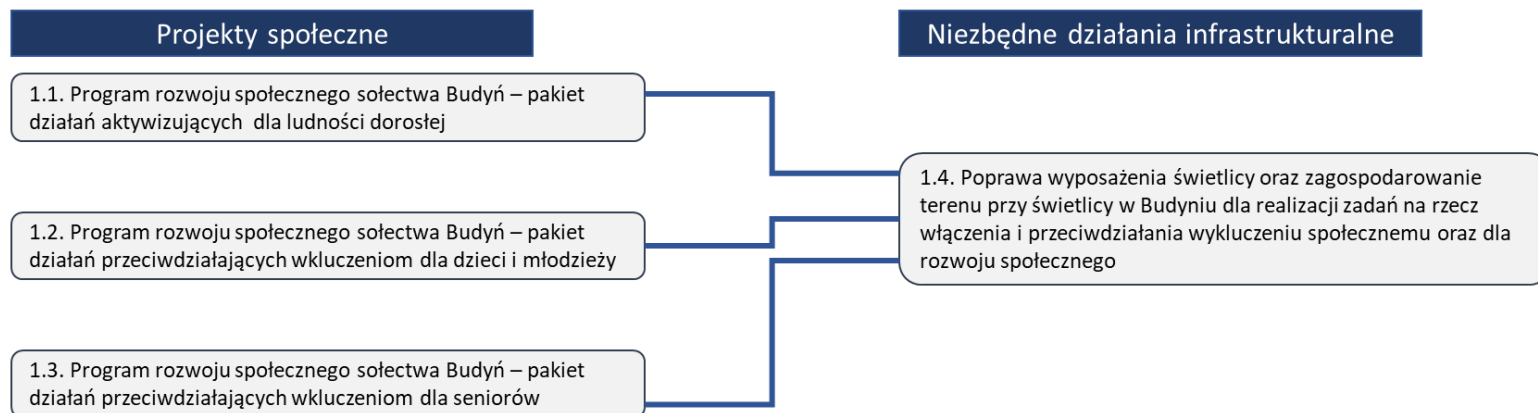 Projekty społeczne
Niezbędne działania infrastrukturalne
1.1. Program rozwoju społecznego sołectwa Budyń – pakiet
działań aktywizujących dla ludności dorosłej
1.2. Program rozwoju społecznego sołectwa Budyń – pakiet
działań przeciwdziałających wkluczeniom dla dzieci i młodzieży
1.3. Program rozwoju społecznego sołectwa Budyń – pakiet
działań przeciwdziałających wkluczeniom dla seniorów
1.4. Poprawa wyposażenia świetlicy oraz zagospodarowanie
terenu przy świetlicy w Budyniu dla realizacji zadań na rzecz
włączenia i przeciwdziałania wykluczeniu społecznemu oraz dla
rozwoju społecznego